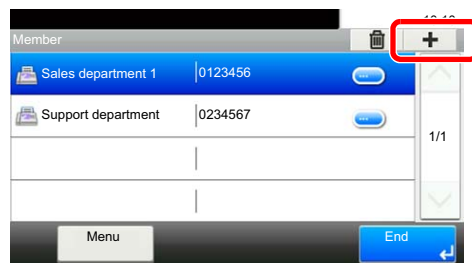 Member
+
Sales department 1 0123456 ...
Support department 0234567 ...
1/1
Menu End